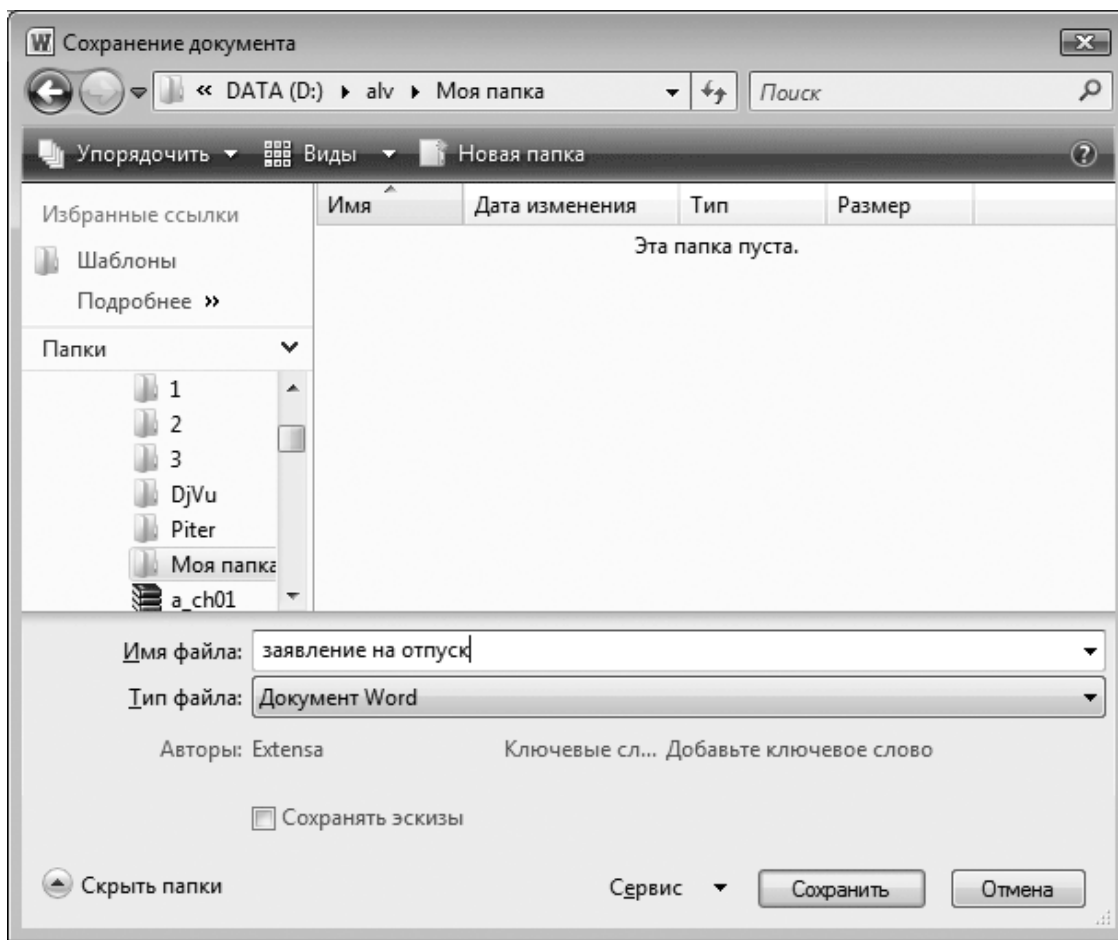 Сохранение документа
« DATA (D:) ▸ alv ▸ Моя папка
Поиск
Упорядочить Виды Новая папка
Избранные ссылки
Шаблоны
Подробнее »
Папки
1
2
3
DjVu
Piter
Моя папка
a_ch01
Имя Дата изменения Тип Размер
Эта папка пуста.
Имя файла: заявление на отпуск
Тип файла: Документ Word
Авторы: Extensa Ключевые сл... Добавьте ключевое слово
Сохранять эскизы
Скрыть папки Сервис Сохранить Отмена